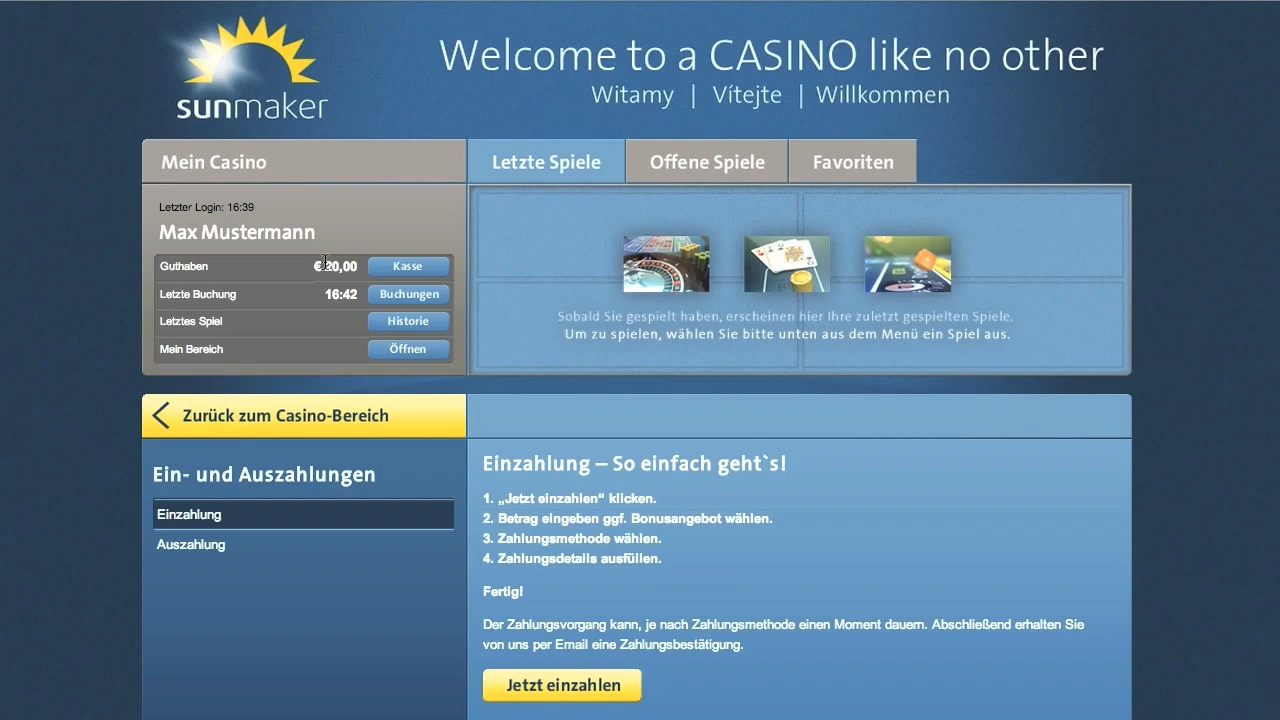 sunmaker
Welcome to a CASINO like no other
Witamy | Vítejte | Willkommen
Mein Casino
Letzte Spiele
Offene Spiele
Favoriten
Letzter Login: 16:39
Max Mustermann
Guthaben €20,00 Kasse
Letzte Buchung 16:42 Buchungen
Letztes Spiel Historie
Mein Bereich Öffnen
Sobald Sie gespielt haben, erscheinen hier Ihre zuletzt gespielten Spiele.
Um zu spielen, wählen Sie bitte unten aus dem Menü ein Spiel aus.
Zurück zum Casino-Bereich
Ein- und Auszahlungen
Einzahlung
Auszahlung
Einzahlung – So einfach geht`s!
1. „Jetzt einzahlen“ klicken.
2. Betrag eingeben ggf. Bonusangebot wählen.
3. Zahlungsmethode wählen.
4. Zahlungsdetails ausfüllen.
Fertig!
Der Zahlungsvorgang kann, je nach Zahlungsmethode einen Moment dauern. Abschließend erhalten Sie
von uns per Email eine Zahlungsbestätigung.
Jetzt einzahlen